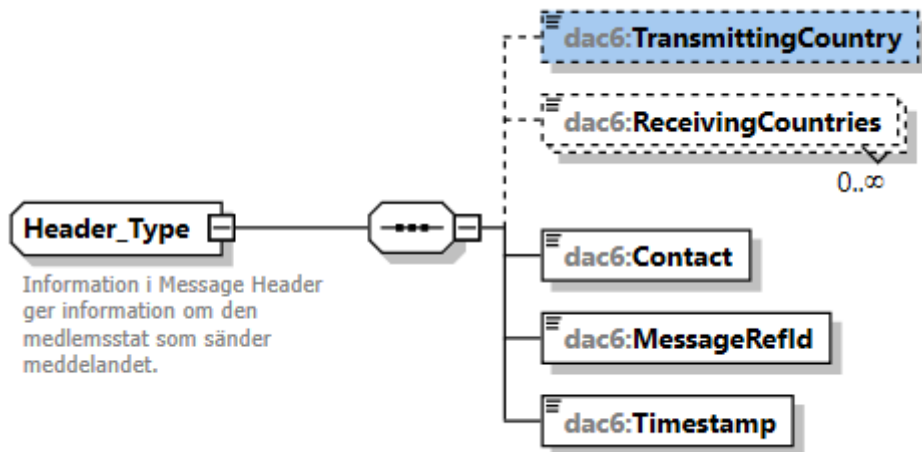 dac6:TransmittingCountry
dac6:ReceivingCountries
0..∞
Header_Type
Information i Message Header
ger information om den
medlemsstat som sänder
meddelandet.
dac6:Contact
dac6:MessageRefId
dac6:Timestamp